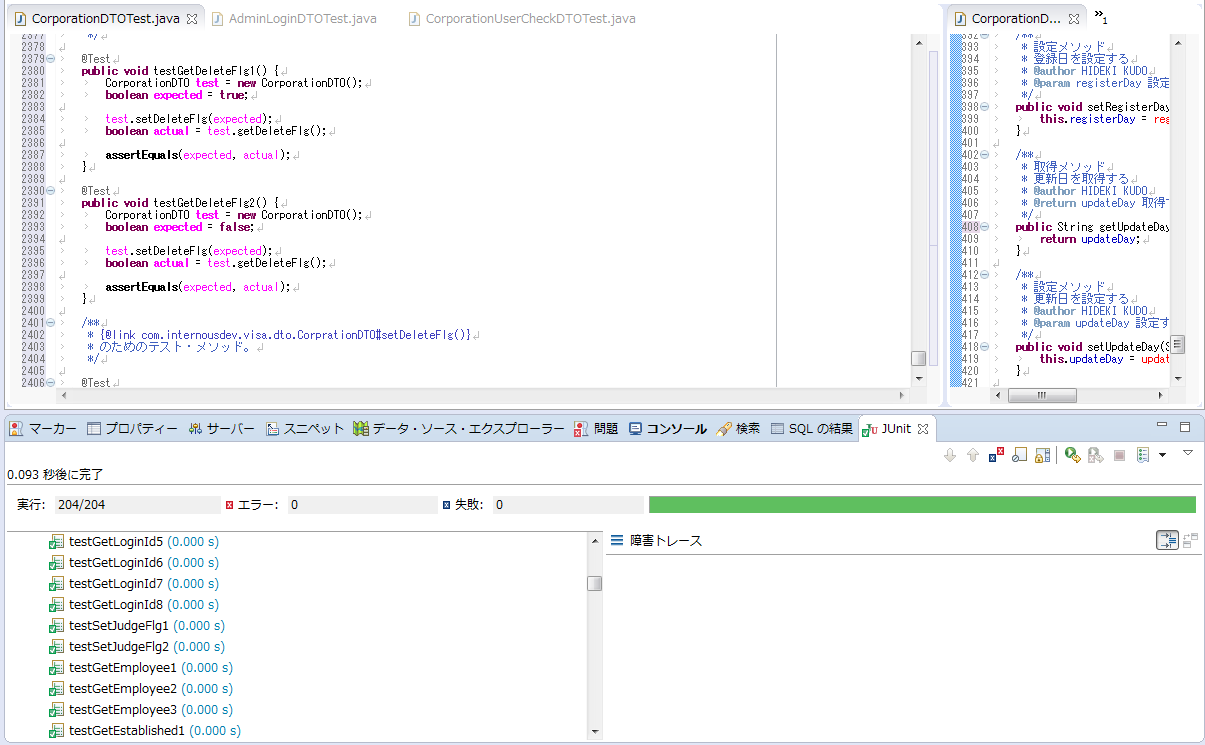 CorporationDTOTest.java
AdminLoginDTOTest.java
CorporationUserCheckDTOTest.java
2377 */
2378
2379 @Test
2380 public void testGetDeleteFlg1() {
2381 CorporationDTO test = new CorporationDTO();
2382 boolean expected = true;
2383
2384 test.setDeleteFlg(expected);
2385 boolean actual = test.getDeleteFlg();
2386
2387 assertEquals(expected, actual);
2388 }
2389
2390 @Test
2391 public void testGetDeleteFlg2() {
2392 CorporationDTO test = new CorporationDTO();
2393 boolean expected = false;
2394
2395 test.setDeleteFlg(expected);
2396 boolean actual = test.getDeleteFlg();
2397
2398 assertEquals(expected, actual);
2399 }
2400
2401 /**
2402 * {@link com.internousdev.visa.dto.CorprationDTO#setDeleteFlg()}
2403 * のためのテスト・メソッド。
2404 */
2405
2406 @Test
CorporationD...
»1
392 /**
393 * 設定メソッド
394 * 登録日を設定する
395 * @author HIDEKI KUDO
396 * @param registerDay 設定
397 */
398 public void setRegisterDay
399 this.registerDay = reg
400 }
401
402 /**
403 * 取得メソッド
404 * 更新日を取得する
405 * @author HIDEKI KUDO
406 * @return updateDay 取得
407 */
408 public String getUpdateDay
409 return updateDay;
410 }
411
412 /**
413 * 設定メソッド
414 * 更新日を設定する
415 * @author HIDEKI KUDO
416 * @param updateDay 設定す
417 */
418 public void setUpdateDay(S
419 this.updateDay = updat
420 }
421
マーカー プロパティー サーバー スニペット データ・ソース・エクスプローラー 問題 コンソール 検索 SQL の結果 JUnit
0.093 秒後に完了
実行: 204/204 エラー: 0 失敗: 0
testGetLoginId5 (0.000 s)
testGetLoginId6 (0.000 s)
testGetLoginId7 (0.000 s)
testGetLoginId8 (0.000 s)
testSetJudgeFlg1 (0.000 s)
testSetJudgeFlg2 (0.000 s)
testGetEmployee1 (0.000 s)
testGetEmployee2 (0.000 s)
testGetEmployee3 (0.000 s)
testGetEstablished1 (0.000 s)
障害トレース